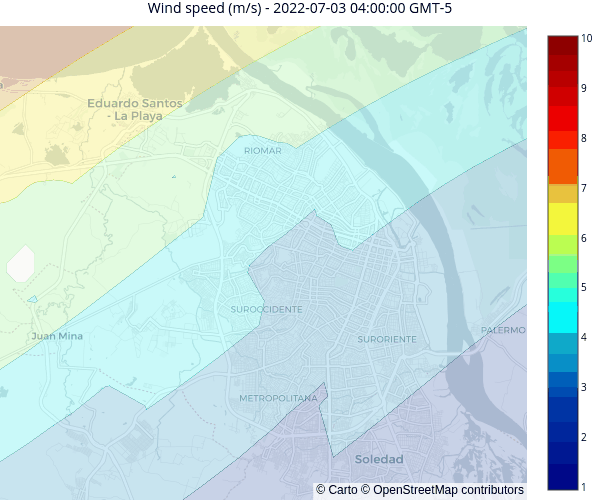 Wind speed (m/s) - 2022-07-03 04:00:00 GMT-5
10
Eduardo Santos
- La Playa
9
RIOMAR
8
7
6
5
SUROCCIDENTE
PALERMO
Juan Mina
SURORIENTE
4
3
METROPOLITANA
2
Soledad
1
© Carto © OpenStreetMap contributors